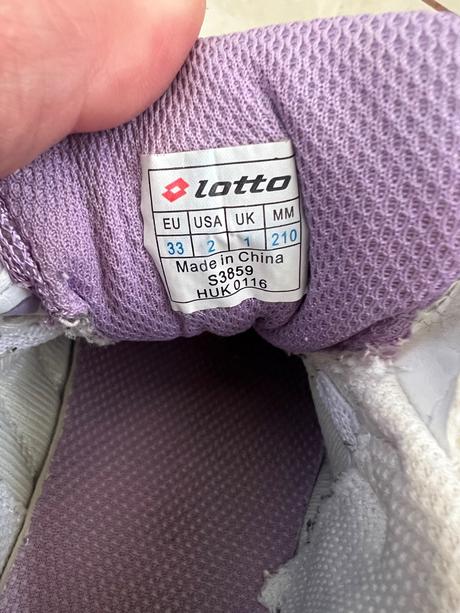 lotto
EU USA UK MM
33 2 1 210
Made in China
S3859
HUK0116